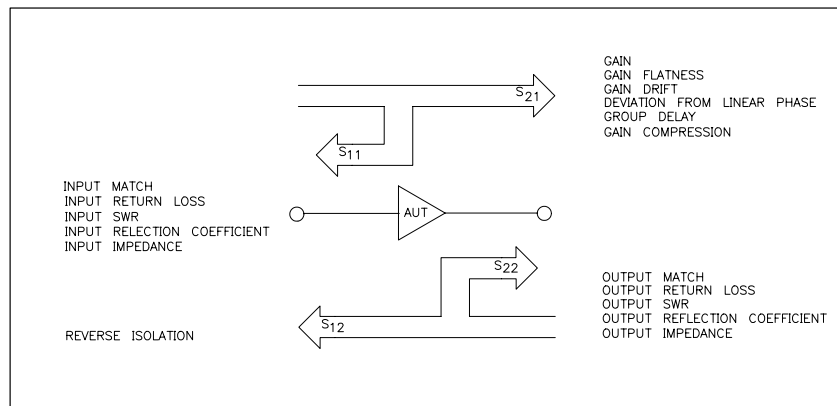 GAIN
GAIN FLATNESS
GAIN DRIFT
DEVIATION FROM LINEAR PHASE
GROUP DELAY
GAIN COMPRESSION
S21
S11
INPUT MATCH
INPUT RETURN LOSS
INPUT SWR
INPUT RELECTION COEFFICIENT
INPUT IMPEDANCE
AUT
S22
OUTPUT MATCH
OUTPUT RETURN LOSS
OUTPUT SWR
OUTPUT REFLECTION COEFFICIENT
OUTPUT IMPEDANCE
S12
REVERSE ISOLATION